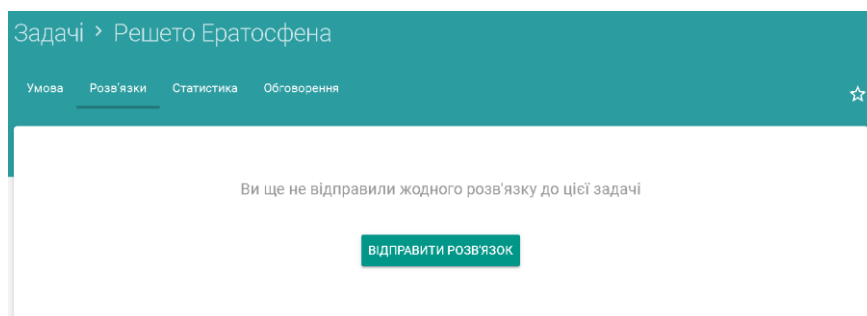 Задачі > Решето Ератосфена
Умова Розв'язки Статистика Обговорення
Ви ще не відправили жодного розв'язку до цієї задачі
ВІДПРАВИТИ РОЗВ'ЯЗОК